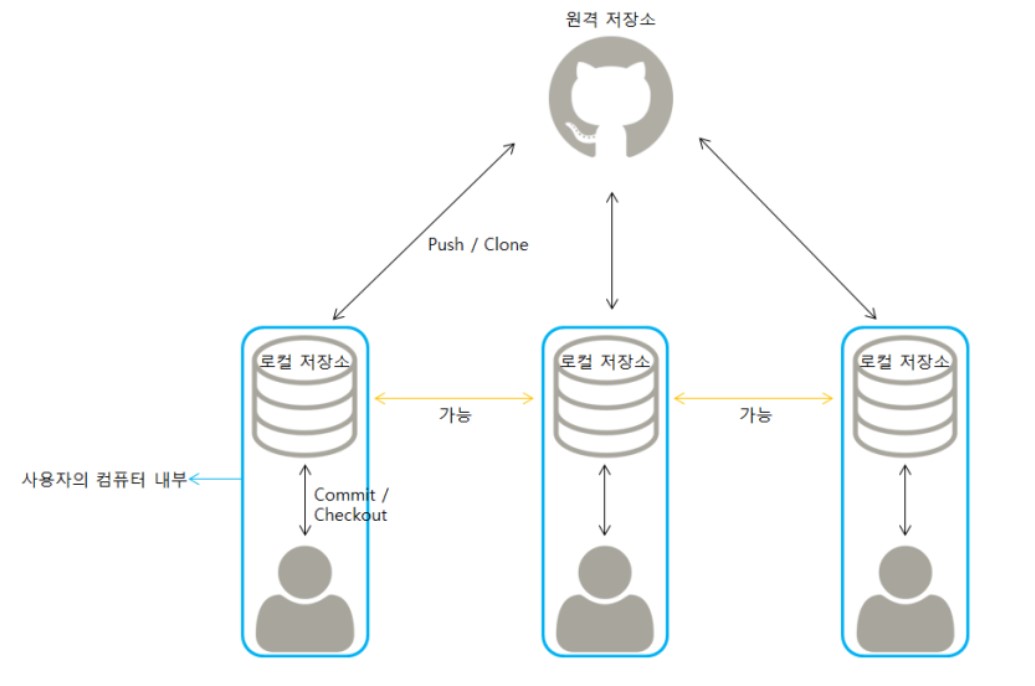 원격 저장소
Push / Clone
로컬 저장소
로컬 저장소
로컬 저장소
가능
가능
사용자의 컴퓨터 내부
Commit /
Checkout